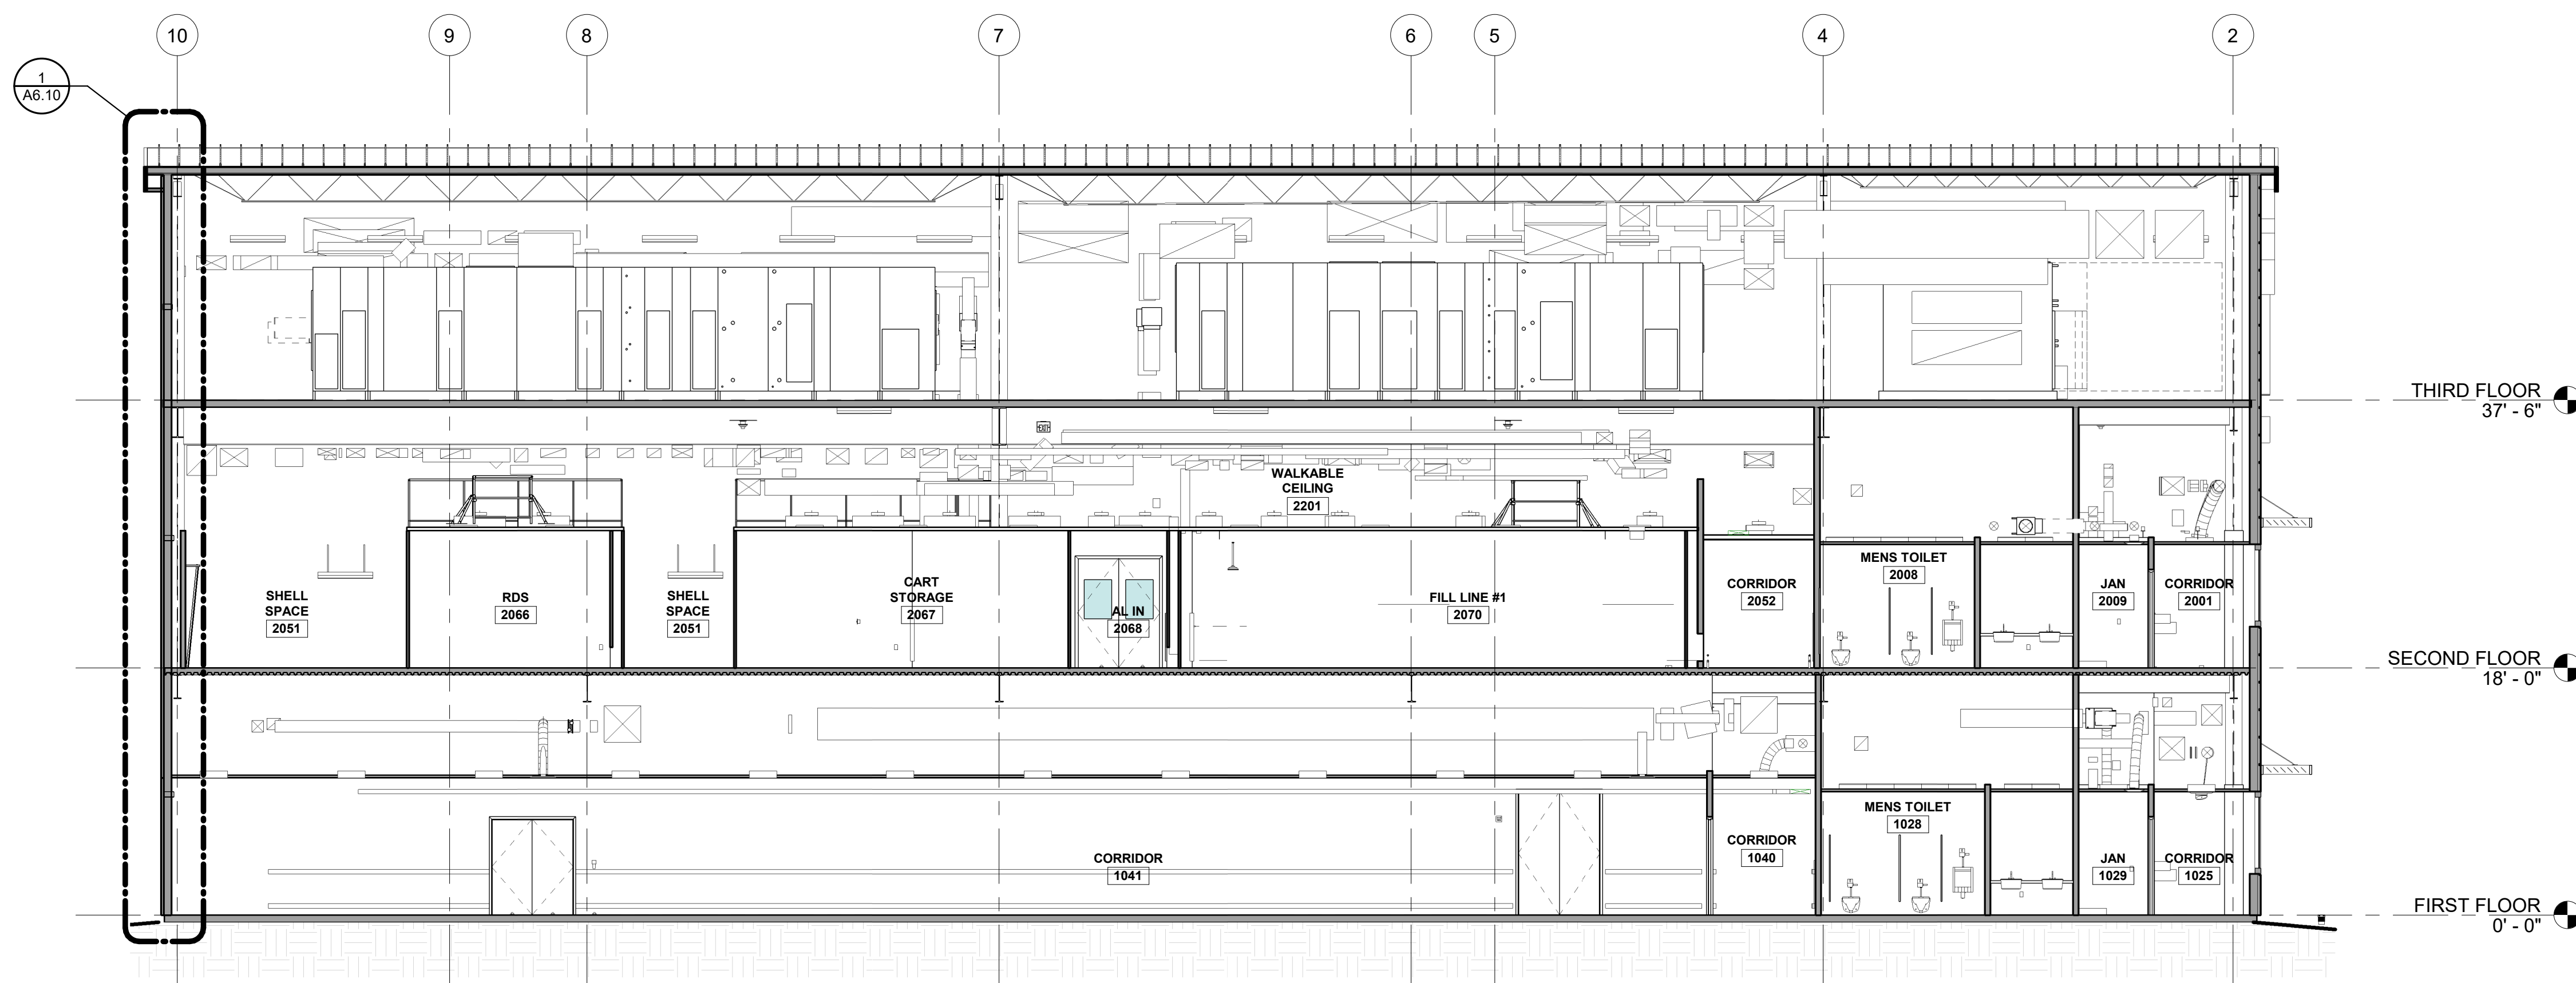 10
9
8
7
6
5
4
2
1
A6.10
THIRD FLOOR
37' - 6"
EXIT
WALKABLE
CEILING
2201
SHELL
SPACE
2051
RDS
2066
SHELL
SPACE
2051
CART
STORAGE
2067
AL IN
2068
FILL LINE #1
2070
CORRIDOR
2052
MENS TOILET
2008
JAN
2009
CORRIDOR
2001
SECOND FLOOR
18' - 0"
CORRIDOR
1041
CORRIDOR
1040
MENS TOILET
1028
JAN
1029
CORRIDOR
1025
FIRST FLOOR
0' - 0"